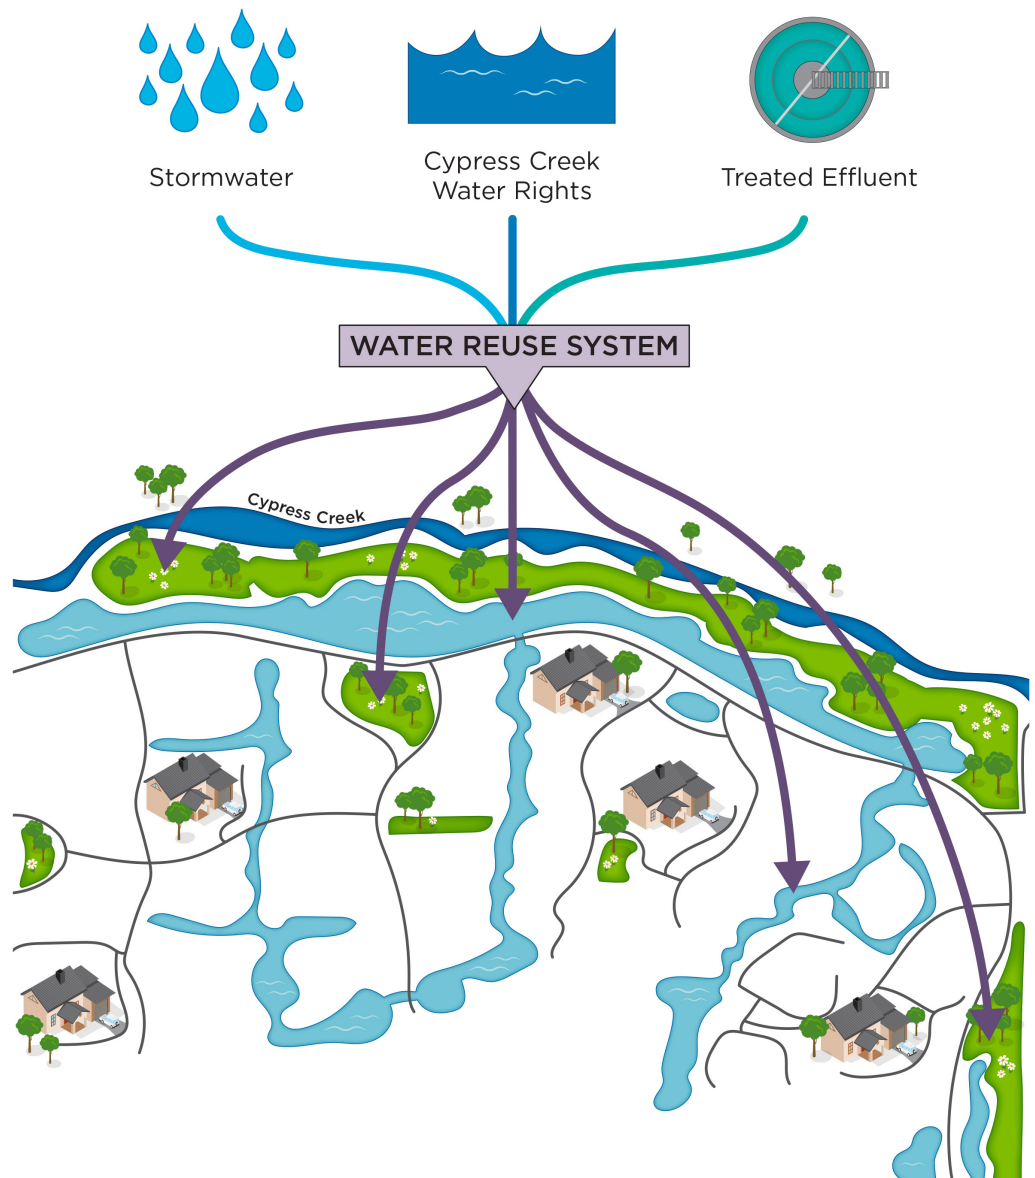 Stormwater
Cypress Creek
Water Rights
Treated Effluent
WATER REUSE SYSTEM
Cypress Creek